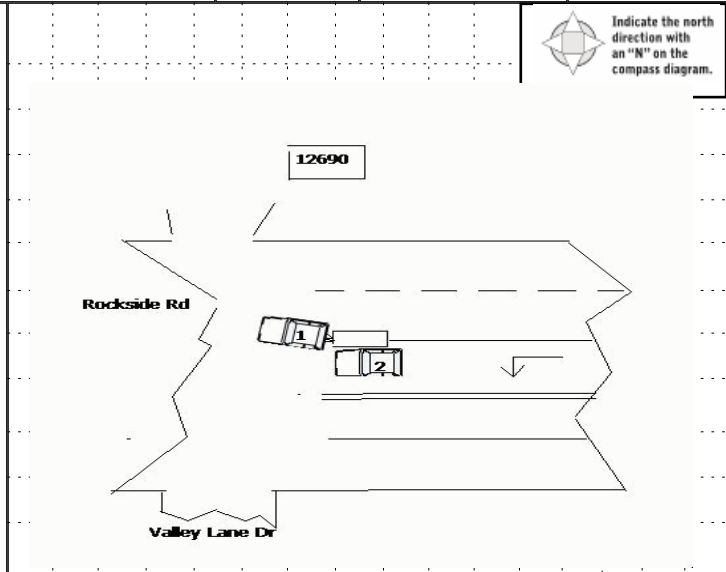 Indicate the north
direction with
an “N” on the
compass diagram.
12690
Rockside Rd
1
2
Valley Lane Dr